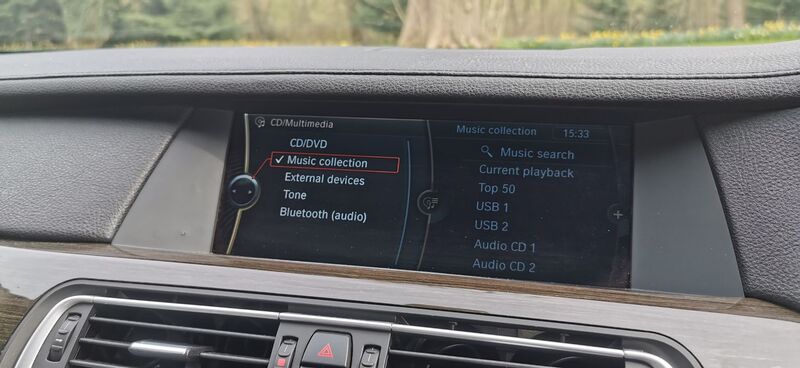 CD/Multimedia
CD/DVD
Music collection
External devices
Tone
Bluetooth (audio)
Music collection 15:33
Music search
Current playback
Top 50
USB 1
USB 2
Audio CD 1
Audio CD 2